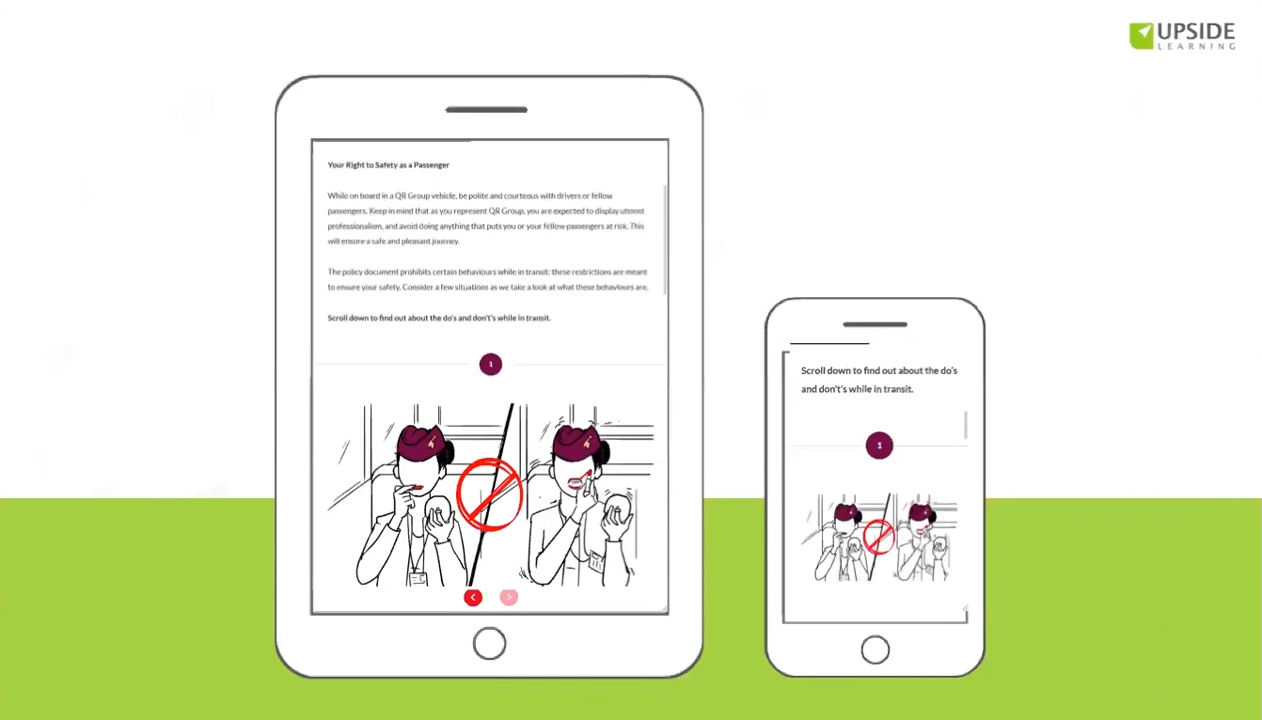 UPSIDE
LEARNING
Your Right to Safety as a Passenger
While on board in a QR Group vehicle, be polite and courteous with drivers or fellow
passengers. Keep in mind that as you represent QR Group, you are expected to display utmost
professionalism, and avoid doing anything that puts you or your fellow passengers at risk. This
will ensure a safe and pleasant journey.
The policy document prohibits certain behaviours while in transit; these restrictions are meant
to ensure your safety. Consider a few situations as we take a look at what these behaviours are.
Scroll down to find out about the do's and don't's while in transit.
1
Scroll down to find out about the do's
and don't's while in transit.
1